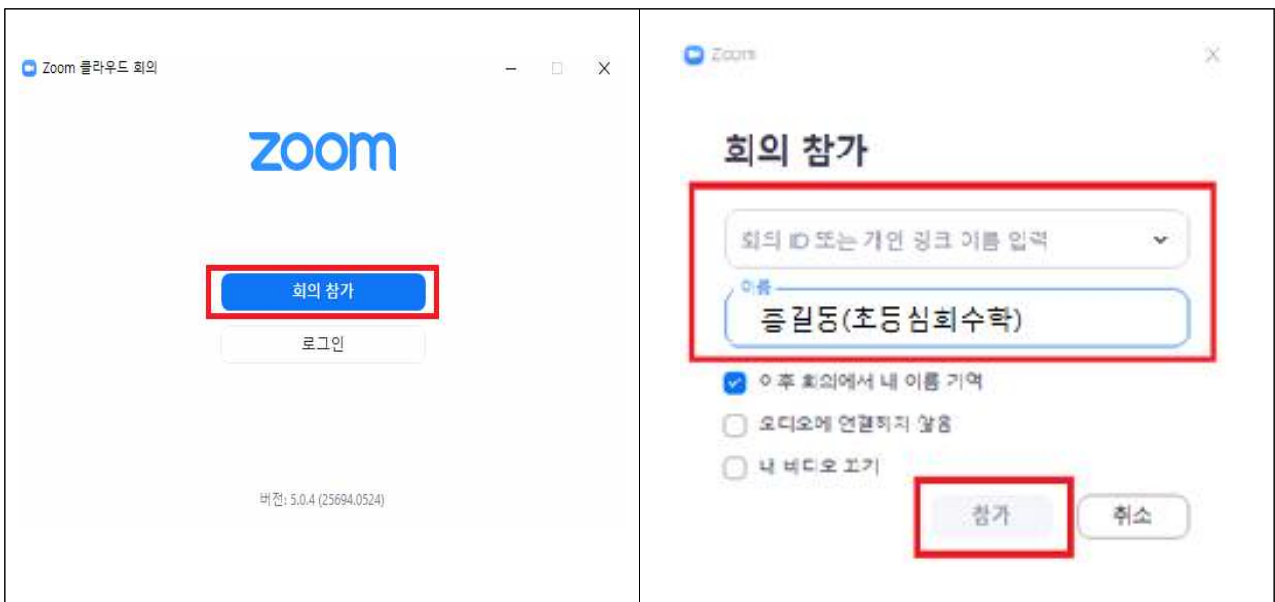 Zoom 클라우드 회의
zoom
회의 참가
로그인
버전: 5.0.4 (25694.0524)
Zoom
회의 참가
회의 ID 또는 개인 링크 이름 입력
이름
홍길동(초등심화수학)
이후 회의에서 내 이름 기억
오디오에 연결하지 않음
내 비디오 끄기
참가
취소